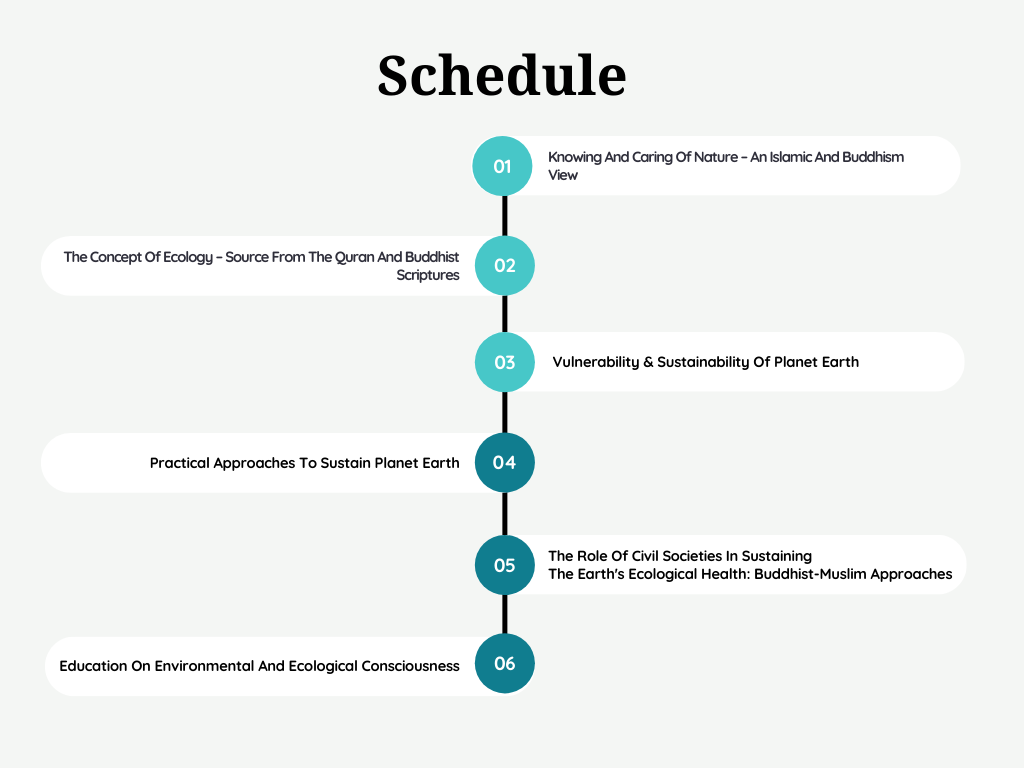 Schedule
01
Knowing And Caring Of Nature – An Islamic And Buddhism
View
The Concept Of Ecology – Source From The Quran And Buddhist
Scriptures
02
03
Vulnerability & Sustainability Of Planet Earth
Practical Approaches To Sustain Planet Earth
04
05
The Role Of Civil Societies In Sustaining
The Earth's Ecological Health: Buddhist-Muslim Approaches
Education On Environmental And Ecological Consciousness
06